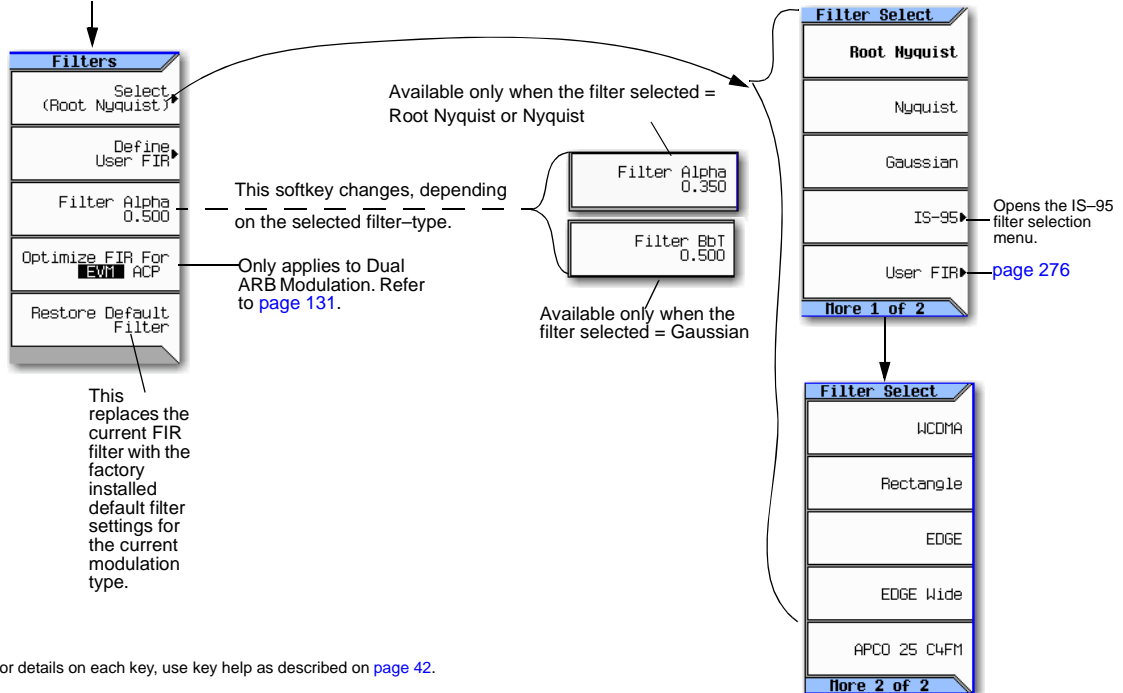 Filters
Select
(Root Nyquist)
Define
User FIR
Filter Alpha
0.500
Optimize FIR For
EVM ACP
Restore Default
Filter
This
replaces the
current FIR
filter with the
factory
installed
default filter
settings for
the current
modulation
type.
This softkey changes, depending
on the selected filter–type.
Only applies to Dual
ARB Modulation. Refer
to page 131.
Available only when the filter selected =
Root Nyquist or Nyquist
Filter Alpha
0.350
Filter BbT
0.500
Available only when the
filter selected = Gaussian
Filter Select
Root Nyquist
Nyquist
Gaussian
IS-95
User FIR
More 1 of 2
Opens the IS–95
filter selection
menu.
page 276
Filter Select
WCDMA
Rectangle
EDGE
EDGE Wide
APCO 25 C4FM
More 2 of 2
or details on each key, use key help as described on page 42.